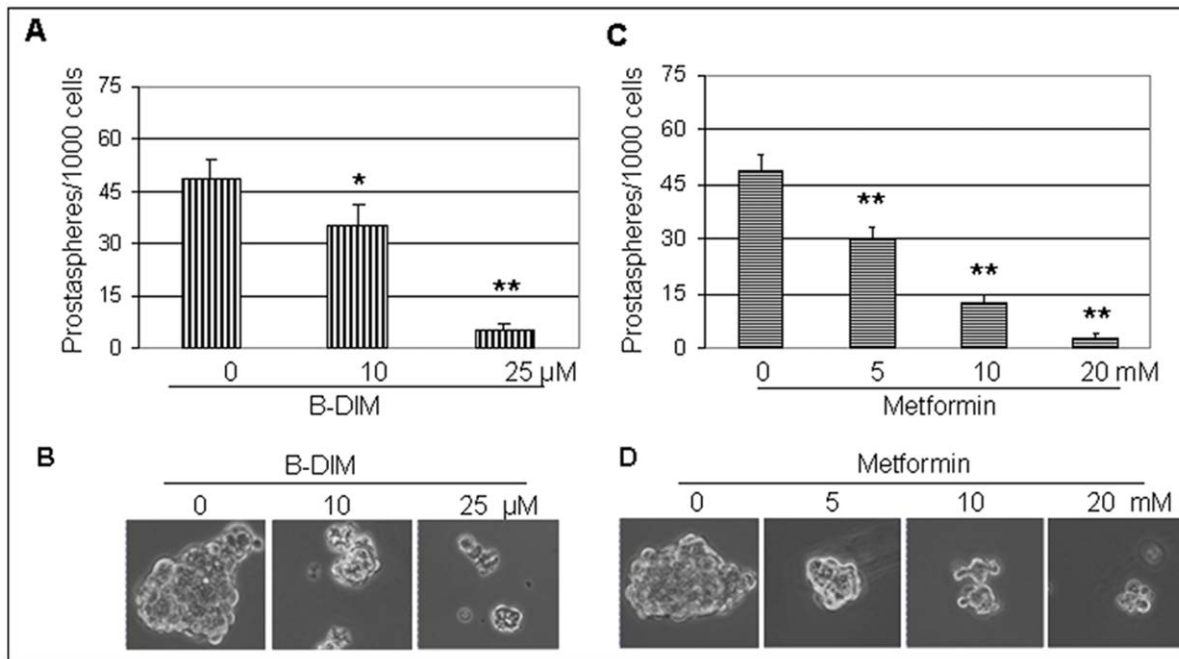 A
Prostaspheres/1000 cells
75
60
45
30
15
0
*
**
0 10 25 µM
B-DIM
C
Prostaspheres/1000 cells
75
60
45
30
15
0
**
**
**
0 5 10 20 mM
Metformin
B
B-DIM
0 10 25 µM
D
Metformin
0 5 10 20 mM